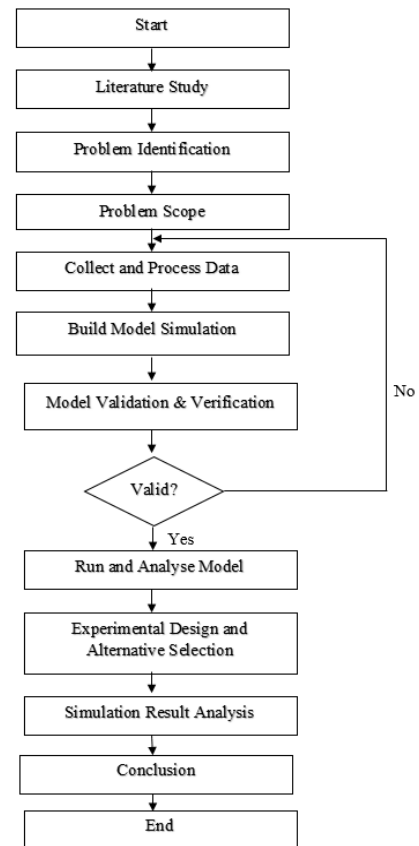 Start
Literature Study
Problem Identification
Problem Scope
Collect and Process Data
Build Model Simulation
Model Validation & Verification
No
Valid?
Yes
Run and Analyse Model
Experimental Design and
Alternative Selection
Simulation Result Analysis
Conclusion
End